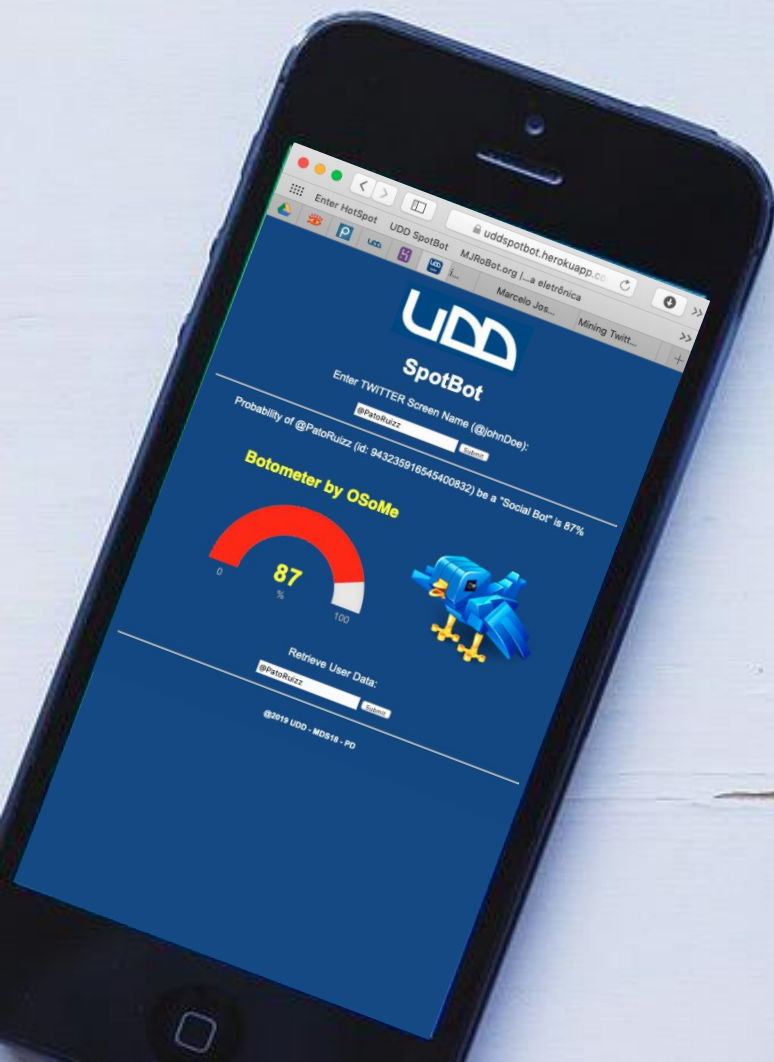 uddspotbot.herokuapp.co
Enter HotSpot UDD SpotBot MJRoBot.org |...a eletrônica
i... Marcelo Jos... Mining Twitt...
UDD
SpotBot
Enter TWITTER Screen Name (@johnDoe):
@PatoRuizz Submit
Probability of @PatoRuizz (id: 943235916545400832) be a "Social Bot" is 87%
Botometer by OSoMe
87
%
0
100
Retrieve User Data:
@PatoRuizz Submit
@2019 UDD - MDS18 - PD